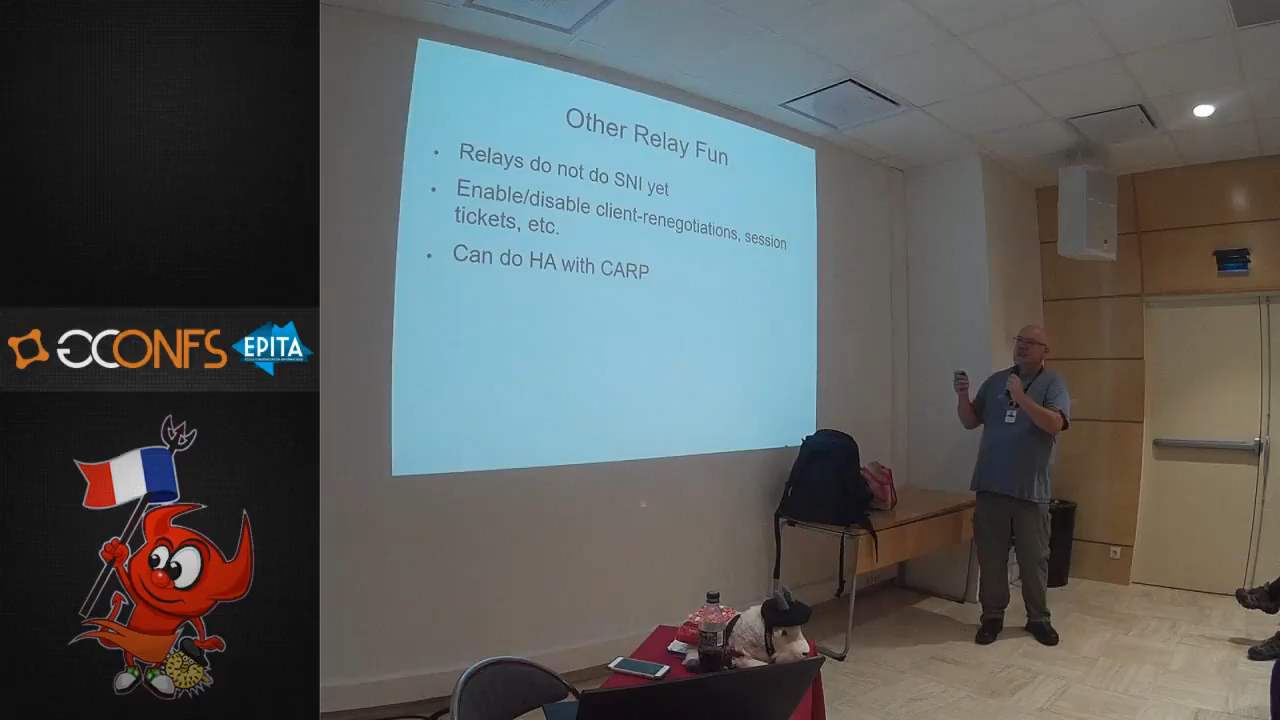 Other Relay Fun
• Relays do not do SNI yet
• Enable/disable client-renegotiations, session
tickets, etc.
• Can do HA with CARP
GCONFS
EPITA